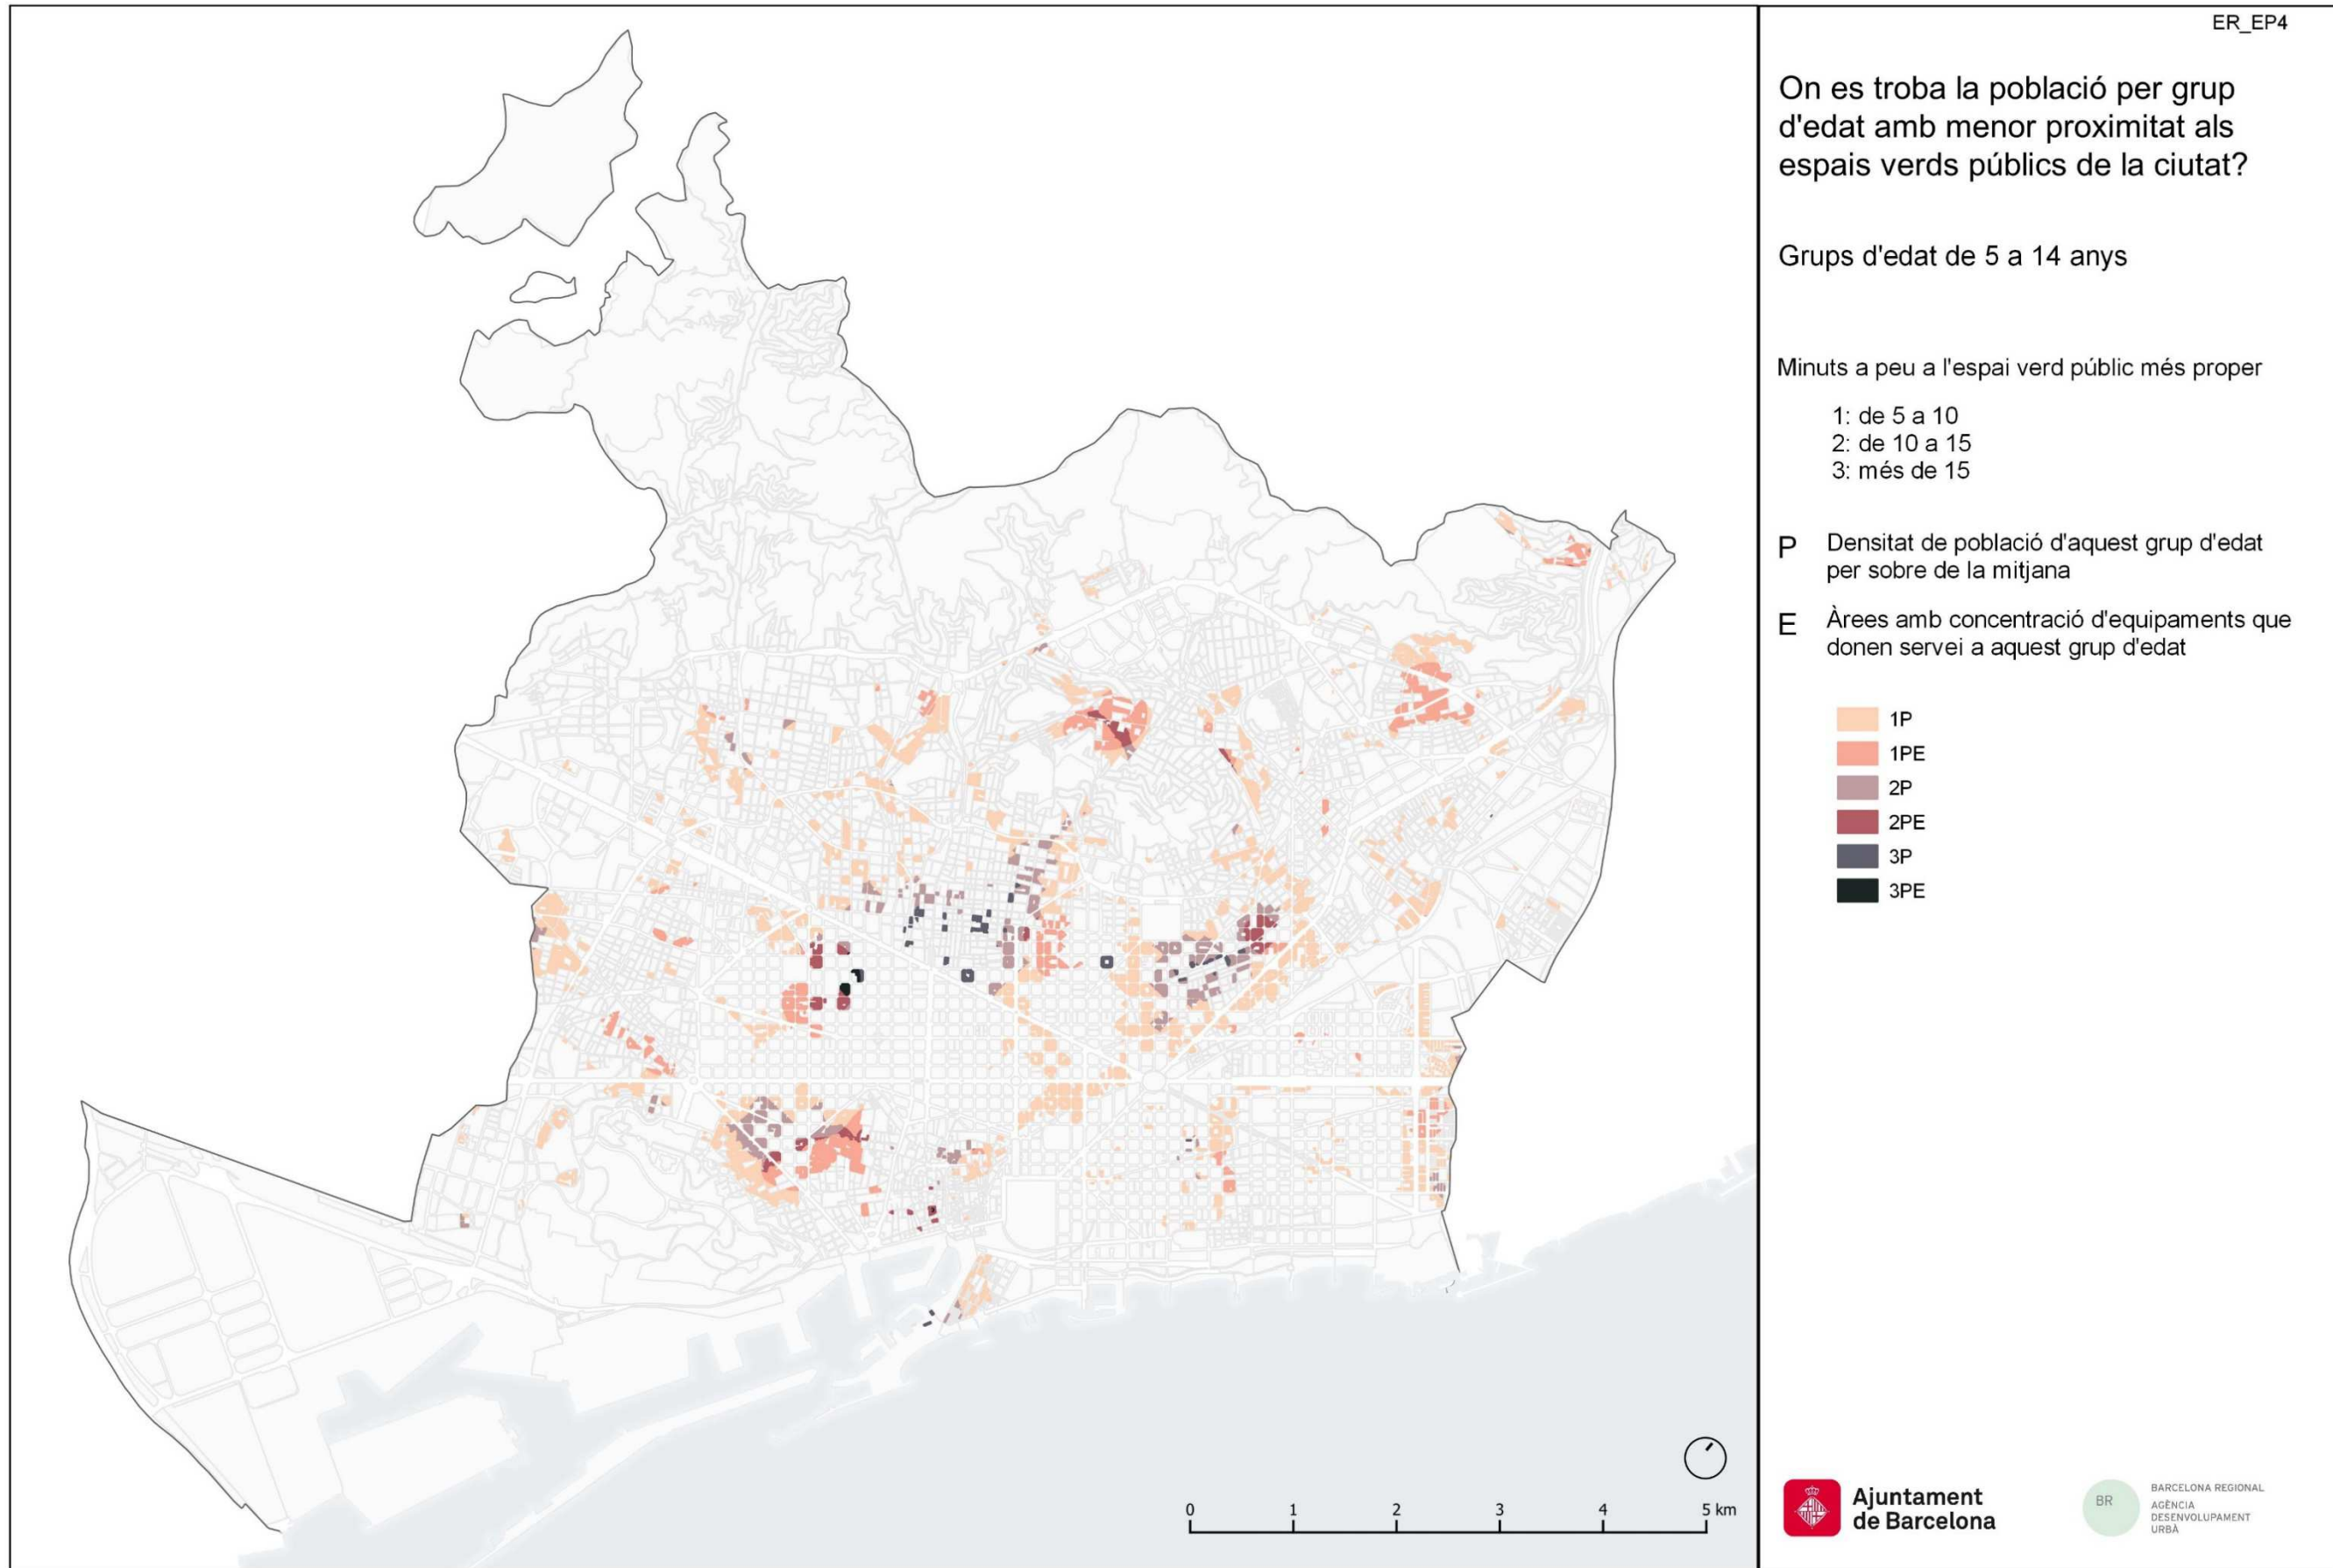 ER_EP4
On es troba la població per grup
d'edat amb menor proximitat als
espais verds públics de la ciutat?
Grups d'edat de 5 a 14 anys
Minuts a peu a l'espai verd públic més proper
1: de 5 a 10
2: de 10 a 15
3: més de 15
P Densitat de població d'aquest grup d'edat
per sobre de la mitjana
E Àrees amb concentració d'equipaments que
donen servei a aquest grup d'edat
1P
1PE
2P
2PE
3P
3PE
0 1 2 3 4 5 km
Ajuntament
de Barcelona
BR
BARCELONA REGIONAL
AGÈNCIA
DESENVOLUPAMENT
URBÀ